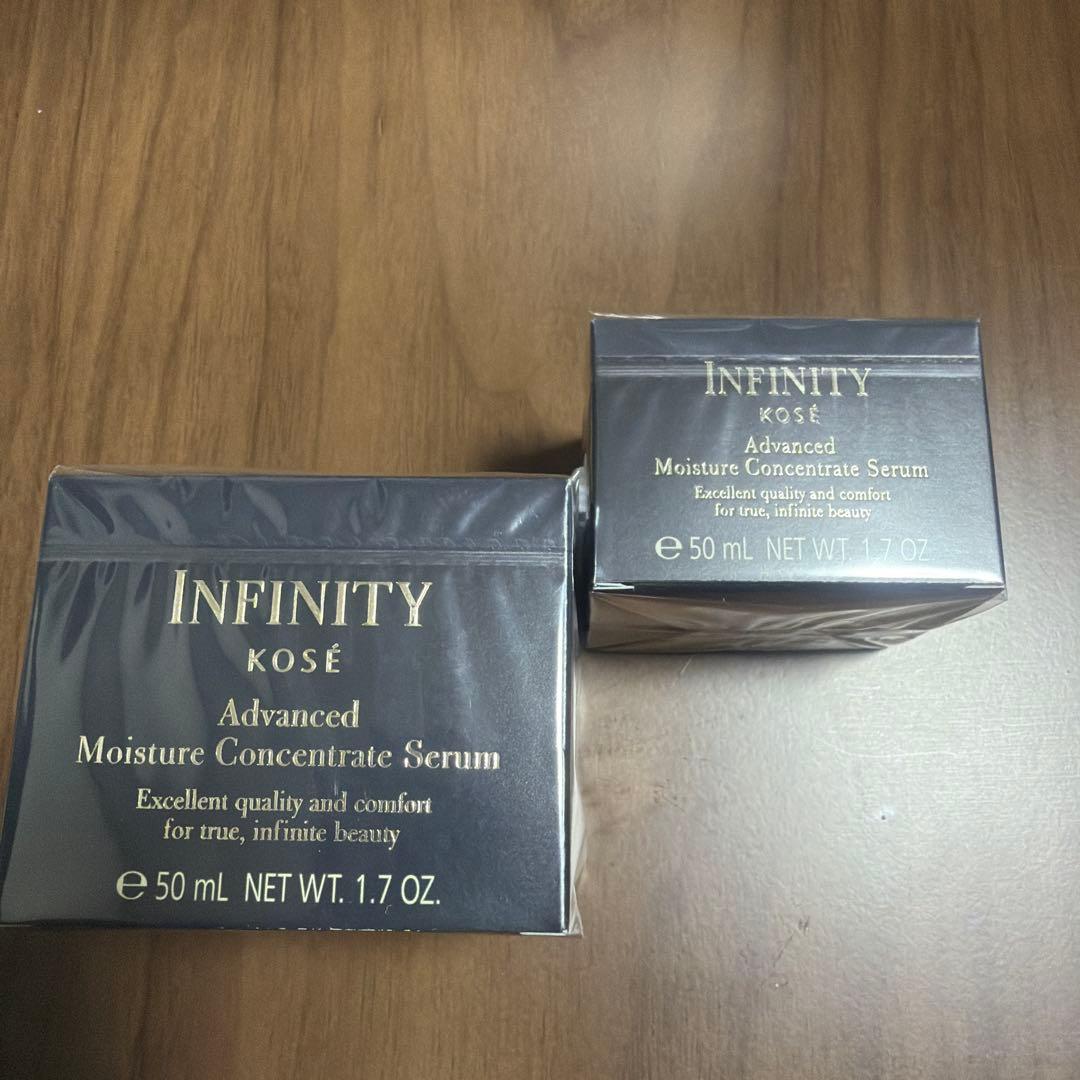 INFINITY
KOSÉ
Advanced
Moisture Concentrate Serum
Excellent quality and comfort
for true, infinite beauty
℮ 50 mL NET WT. 1.7 OZ.
INFINITY
KOSÉ
Advanced
Moisture Concentrate Serum
Excellent quality and comfort
for true, infinite beauty
℮ 50 mL NET WT. 1.7 OZ